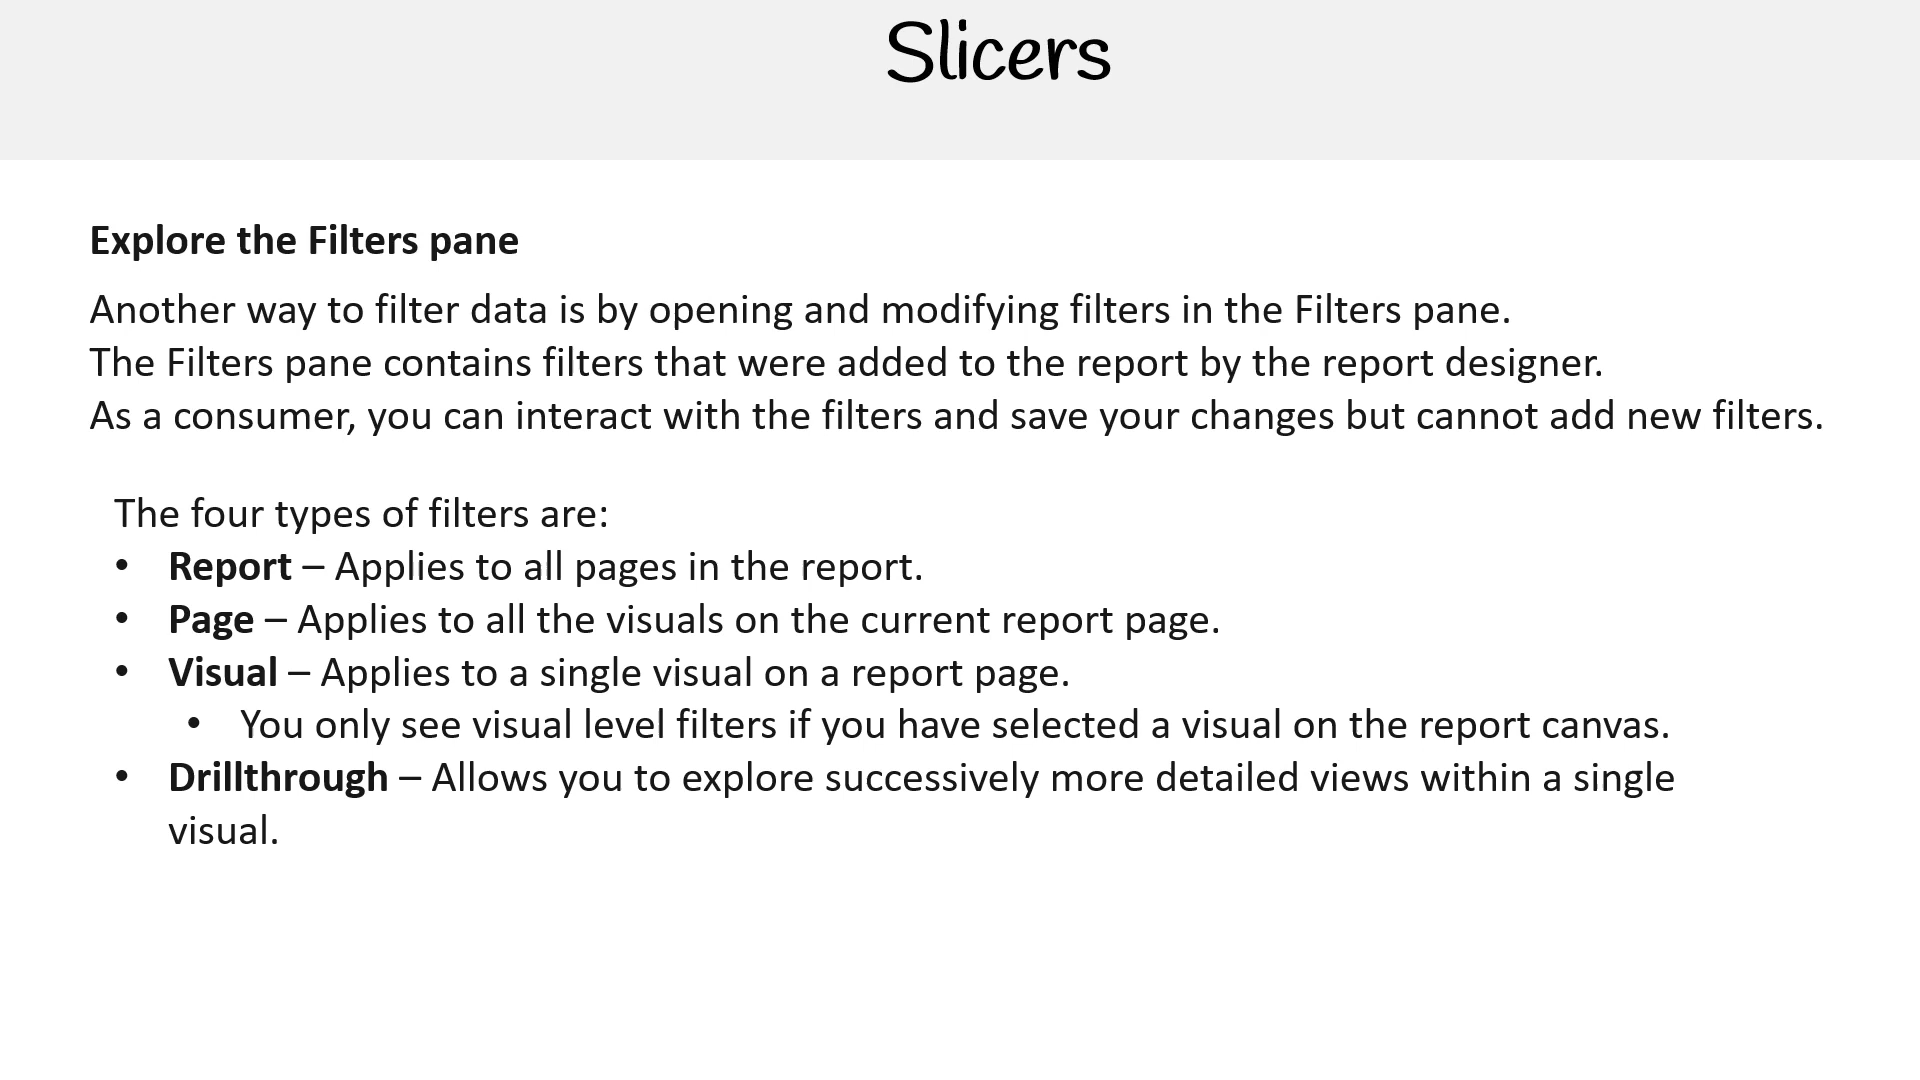 Slicers
Explore the Filters pane
Another way to filter data is by opening and modifying filters in the Filters pane.
The Filters pane contains filters that were added to the report by the report designer.
As a consumer, you can interact with the filters and save your changes but cannot add new filters.
The four types of filters are:
• Report – Applies to all pages in the report.
• Page – Applies to all the visuals on the current report page.
• Visual – Applies to a single visual on a report page.
• You only see visual level filters if you have selected a visual on the report canvas.
• Drillthrough – Allows you to explore successively more detailed views within a single
visual.